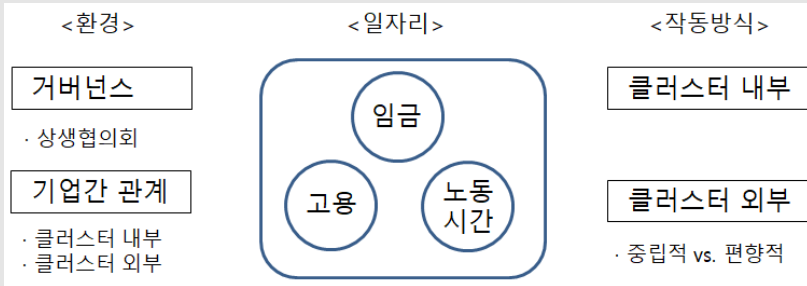 <환경>
거버넌스
· 상생협의회
기업간 관계
· 클러스터 내부
· 클러스터 외부
<일자리>
임금
고용
노동
시간
<작동방식>
클러스터 내부
클러스터 외부
· 중립적 vs. 편향적